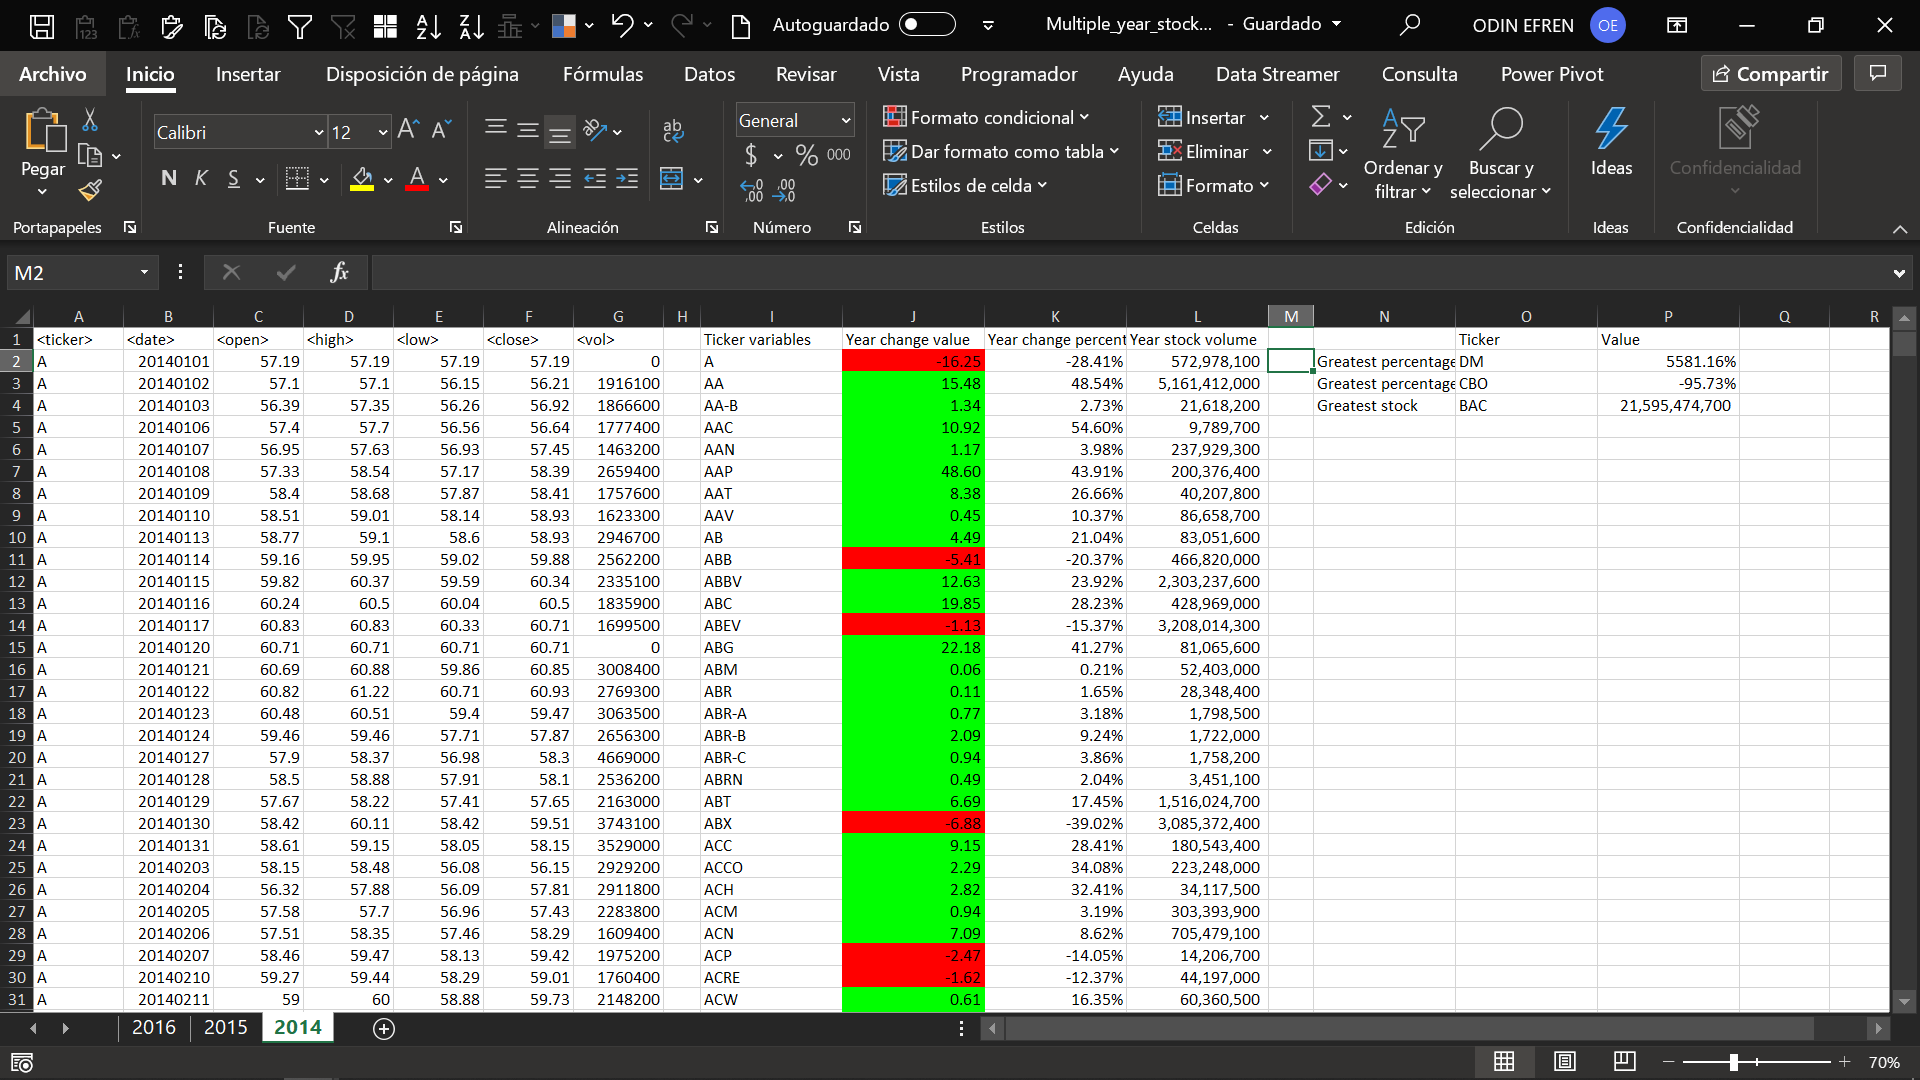 Autoguardado Multiple_year_stock... - Guardado ODIN EFREN OE
Archivo Inicio Insertar Disposición de página Fórmulas Datos Revisar Vista Programador Ayuda Data Streamer Consulta Power Pivot Compartir
Pegar Calibri 12 General
N K S $ % 000
Formato condicional
Dar formato como tabla
Estilos de celda
Insertar
Eliminar
Formato
Ordenar y filtrar
Buscar y seleccionar
Ideas
Confidencialidad
Portapapeles Fuente Alineación Número Estilos Celdas Edición Ideas Confidencialidad
M2 fx
A B C D E F G H I J K L M N O P Q R
1 <ticker> <date> <open> <high> <low> <close> <vol> Ticker variables Year change value Year change percent Year stock volume Ticker Value
2 A 20140101 57.19 57.19 57.19 57.19 0 A -16.25 -28.41% 572,978,100 Greatest percentage DM 5581.16%
3 A 20140102 57.1 57.1 56.15 56.21 1916100 AA 15.48 48.54% 5,161,412,000 Greatest percentage CBO -95.73%
4 A 20140103 56.39 57.35 56.26 56.92 1866600 AA-B 1.34 2.73% 21,618,200 Greatest stock BAC 21,595,474,700
5 A 20140106 57.4 57.7 56.56 56.64 1777400 AAC 10.92 54.60% 9,789,700
6 A 20140107 56.95 57.63 56.93 57.45 1463200 AAN 1.17 3.98% 237,929,300
7 A 20140108 57.33 58.54 57.17 58.39 2659400 AAP 48.60 43.91% 200,376,400
8 A 20140109 58.4 58.68 57.87 58.41 1757600 AAT 8.38 26.66% 40,207,800
9 A 20140110 58.51 59.01 58.14 58.93 1623300 AAV 0.45 10.37% 86,658,700
10 A 20140113 58.77 59.1 58.6 58.93 2946700 AB 4.49 21.04% 83,051,600
11 A 20140114 59.16 59.95 59.02 59.88 2562200 ABB -5.41 -20.37% 466,820,000
12 A 20140115 59.82 60.37 59.59 60.34 2335100 ABBV 12.63 23.92% 2,303,237,600
13 A 20140116 60.24 60.5 60.04 60.5 1835900 ABC 19.85 28.23% 428,969,000
14 A 20140117 60.83 60.83 60.33 60.71 1699500 ABEV -1.13 -15.37% 3,208,014,300
15 A 20140120 60.71 60.71 60.71 60.71 0 ABG 22.18 41.27% 81,065,600
16 A 20140121 60.69 60.88 59.86 60.85 3008400 ABM 0.06 0.21% 52,403,000
17 A 20140122 60.82 61.22 60.71 60.93 2769300 ABR 0.11 1.65% 28,348,400
18 A 20140123 60.48 60.51 59.4 59.47 3063500 ABR-A 0.77 3.18% 1,798,500
19 A 20140124 59.46 59.46 57.71 57.87 2656300 ABR-B 2.09 9.24% 1,722,000
20 A 20140127 57.9 58.37 56.98 58.3 4669000 ABR-C 0.94 3.86% 1,758,200
21 A 20140128 58.5 58.88 57.91 58.1 2536200 ABRN 0.49 2.04% 3,451,100
22 A 20140129 57.67 58.22 57.41 57.65 2163000 ABT 6.69 17.45% 1,516,024,700
23 A 20140130 58.42 60.11 58.42 59.51 3743100 ABX -6.88 -39.02% 3,085,372,400
24 A 20140131 58.61 59.15 58.05 58.15 3529000 ACC 9.15 28.41% 180,543,400
25 A 20140203 58.15 58.48 56.08 56.15 2929200 ACCO 2.29 34.08% 223,248,000
26 A 20140204 56.32 57.88 56.09 57.81 2911800 ACH 2.82 32.41% 34,117,500
27 A 20140205 57.58 57.7 56.96 57.43 2283800 ACM 0.94 3.19% 303,393,900
28 A 20140206 57.51 58.35 57.46 58.29 1609400 ACN 7.09 8.62% 705,479,100
29 A 20140207 58.46 59.47 58.13 59.42 1975200 ACP -2.47 -14.05% 14,206,700
30 A 20140210 59.27 59.44 58.29 59.01 1760400 ACRE -1.62 -12.37% 44,197,000
31 A 20140211 59 60 58.88 59.73 2148200 ACW 0.61 16.35% 60,360,500
2016 2015 2014
70%